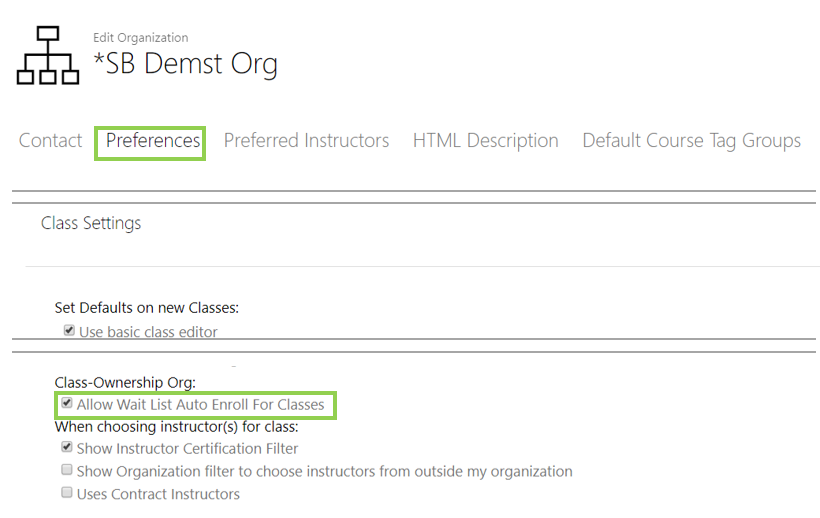 Edit Organization
*SB Demst Org
Contact Preferences Preferred Instructors HTML Description Default Course Tag Groups
Class Settings
Set Defaults on new Classes:
Use basic class editor
Class-Ownership Org:
Allow Wait List Auto Enroll For Classes
When choosing instructor(s) for class:
Show Instructor Certification Filter
Show Organization filter to choose instructors from outside my organization
Uses Contract Instructors